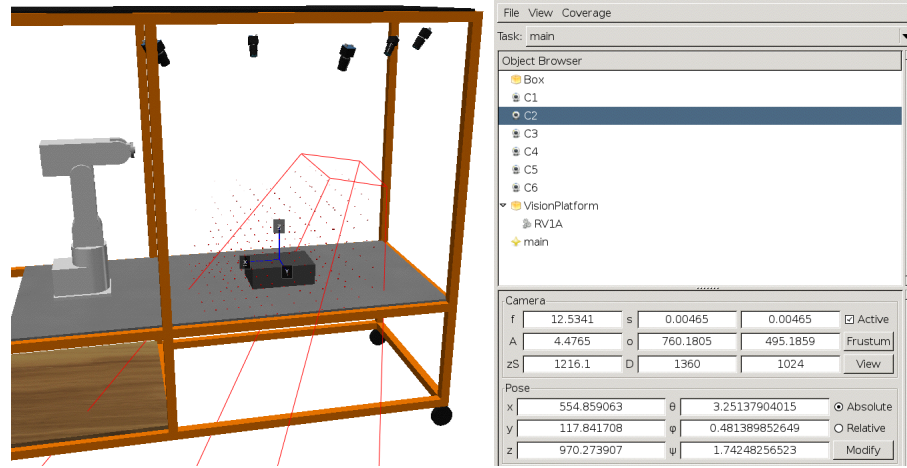 File View Coverage
Task: main
Object Browser
Box
C1
C2
C3
C4
C5
C6
VisionPlatform
RV1A
main
X
Y
Camera
f 12.5341 s 0.00465 0.00465 Active
A 4.4765 o 760.1805 495.1859 Frustum
zS 1216.1 D 1360 1024 View
Pose
x 554.859063 θ 3.25137904015 Absolute
y 117.841708 φ 0.481389852649 Relative
z 970.273907 ψ 1.74248256523 Modify